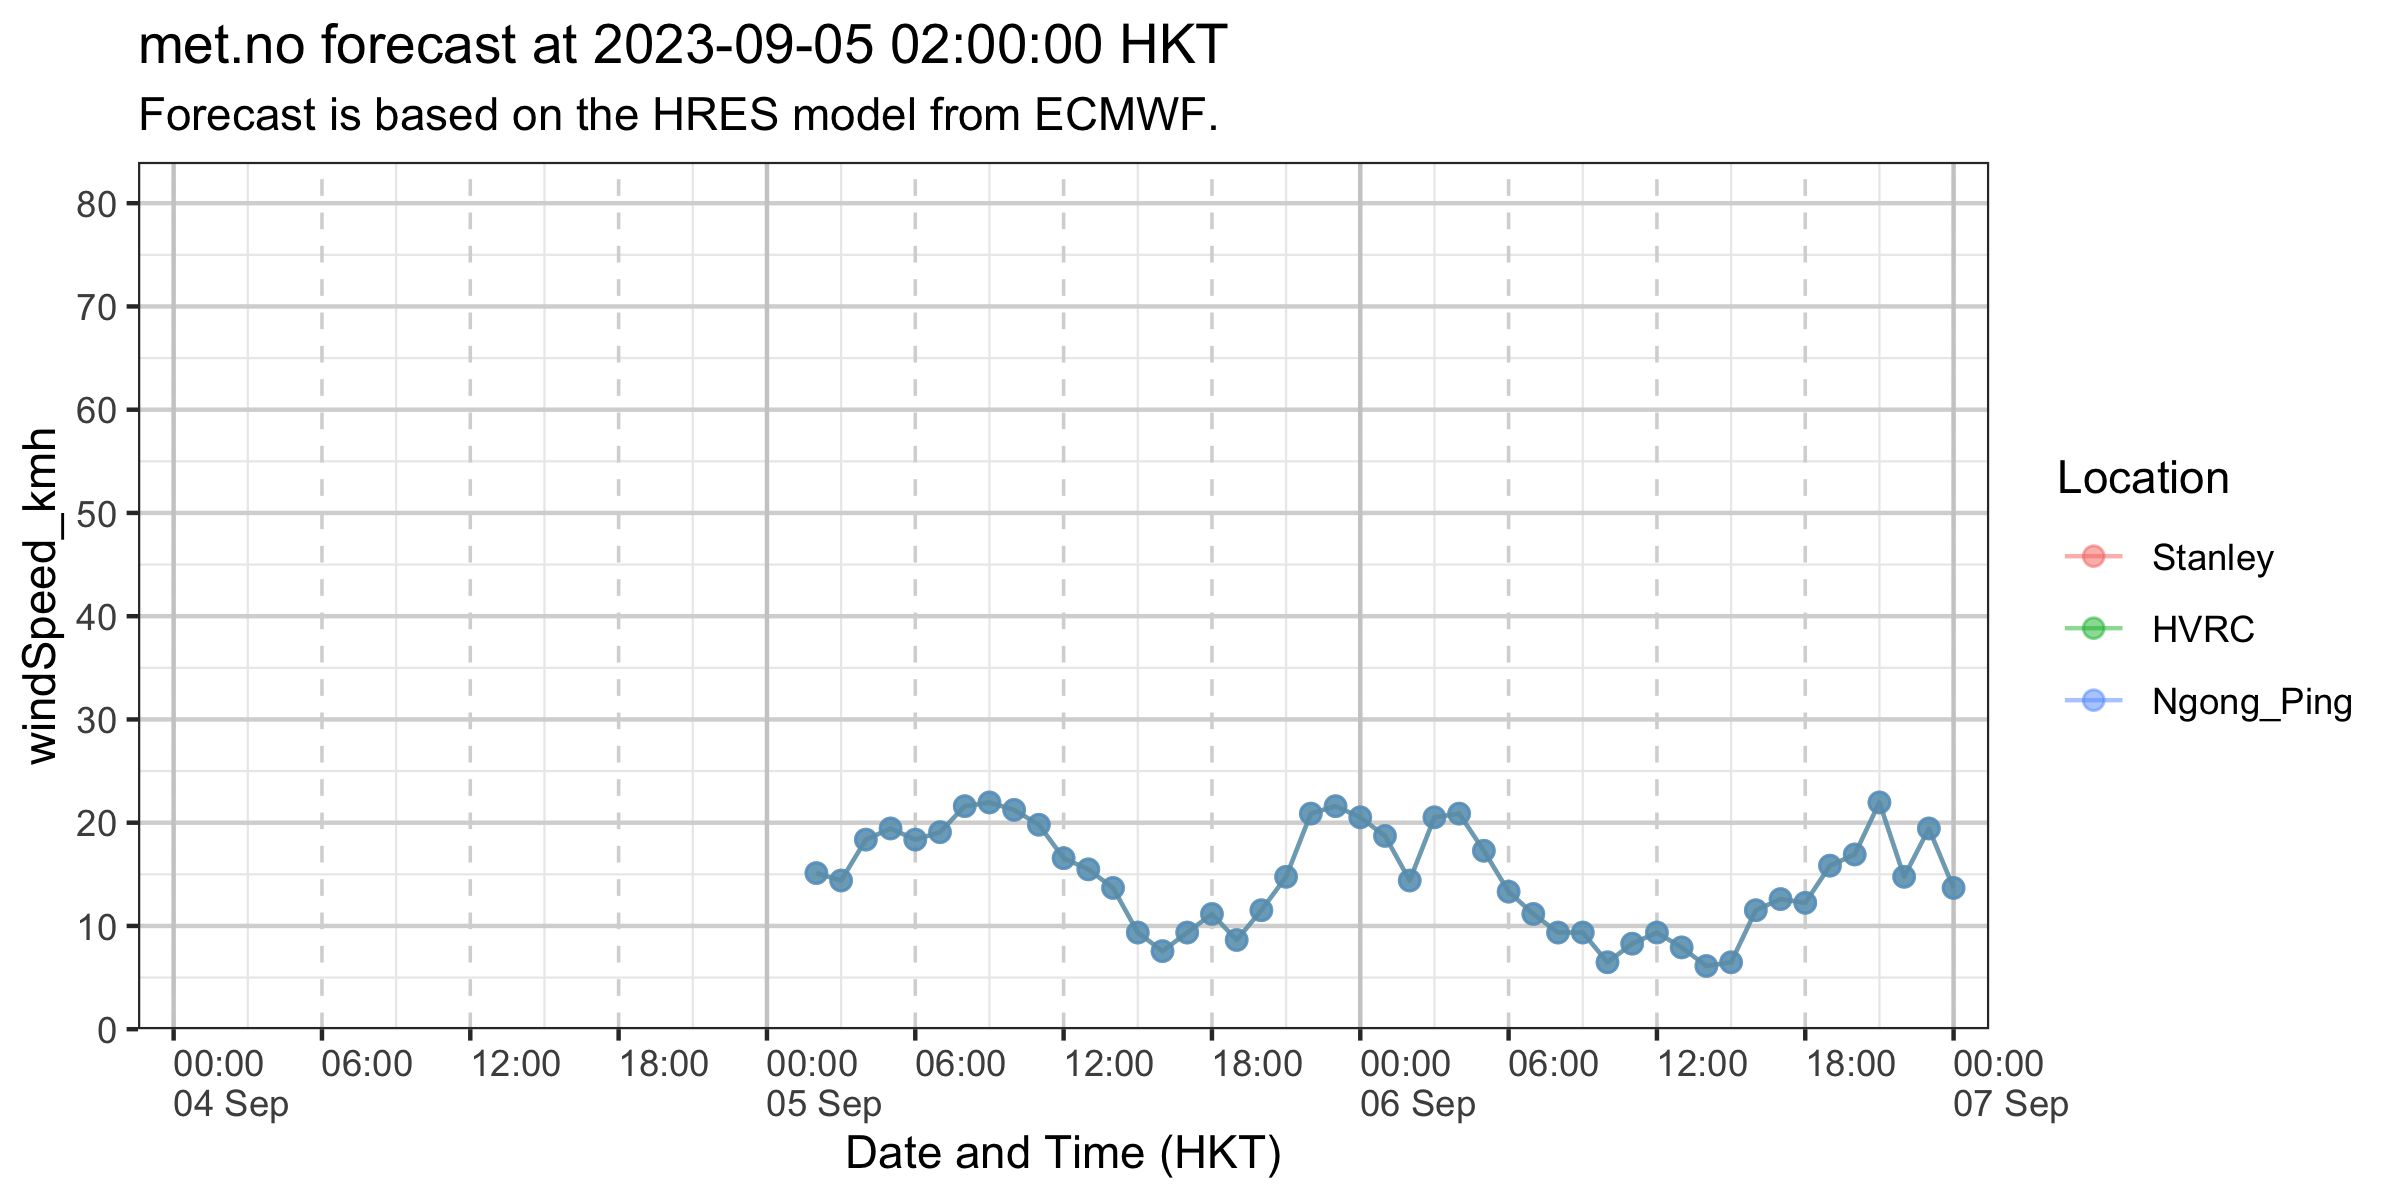 met.no forecast at 2023-09-05 02:00:00 HKT
Forecast is based on the HRES model from ECMWF.
windSpeed_kmh
80
70
60
50
40
30
20
10
0
00:00 06:00 12:00 18:00 00:00 06:00 12:00 18:00 00:00 06:00 12:00 18:00 00:00
04 Sep 05 Sep 06 Sep 07 Sep
Date and Time (HKT)
Location
Stanley
HVRC
Ngong_Ping